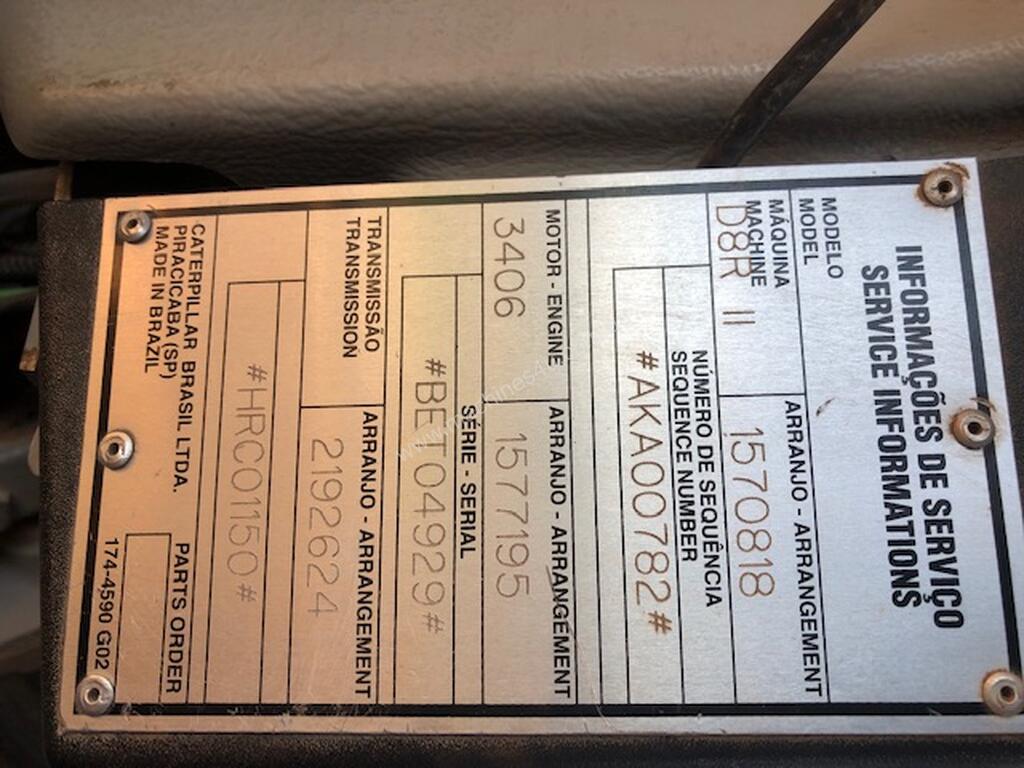 INFORMAÇÕES DE SERVIÇO
SERVICE INFORMATIONS
MODELO
MODEL
MÁQUINA
MACHINE
D8R II
ARRANJO - ARRANGEMENT
1570818
NÚMERO DE SEQUÊNCIA
SEQUENCE NUMBER
#AKA00782#
MOTOR - ENGINE
3406
ARRANJO - ARRANGEMENT
1577195
SÉRIE - SERIAL
#BET04929#
TRANSMISSÃO
TRANSMISSION
ARRANJO - ARRANGEMENT
2192624
#HRC01150#
CATERPILLAR BRASIL LTDA.
PIRACICABA (SP)
MADE IN BRAZIL
PARTS ORDER
174-4590 G02